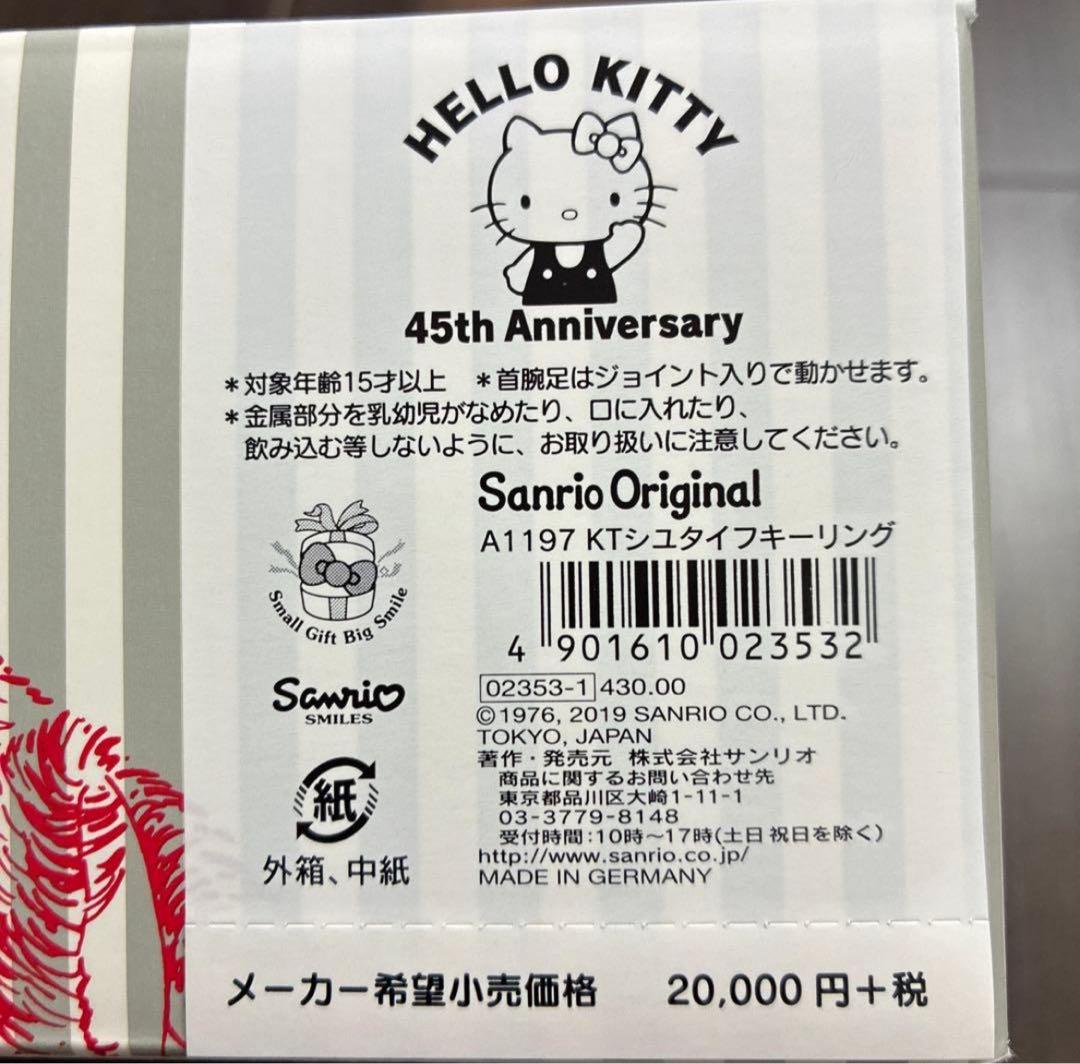 HELLO KITTY
45th Anniversary
*対象年齢15才以上 *首腕足はジョイント入りで動かせます。
*金属部分を乳幼児がなめたり、口に入れたり、
飲み込む等しないように、お取り扱いに注意してください。
Small Gift Big Smile
Sanrio
SMILES
紙
外箱、中紙
Sanrio Original
A1197 KTシユタイフキーリング
4 901610 023532
02353-1 430.00
©1976, 2019 SANRIO CO., LTD.
TOKYO, JAPAN
著作・発売元 株式会社サンリオ
商品に関するお問い合わせ先
東京都品川区大崎1-11-1
03-3779-8148
受付時間:10時〜17時(土日祝日を除く)
http://www.sanrio.co.jp/
MADE IN GERMANY
メーカー希望小売価格 20,000円+税